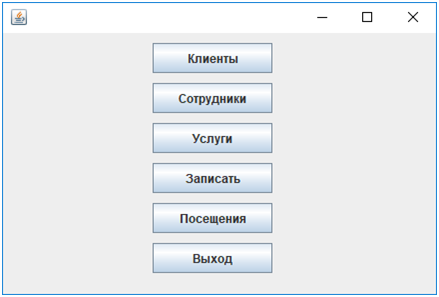 Клиенты
Сотрудники
Услуги
Записать
Посещения
Выход